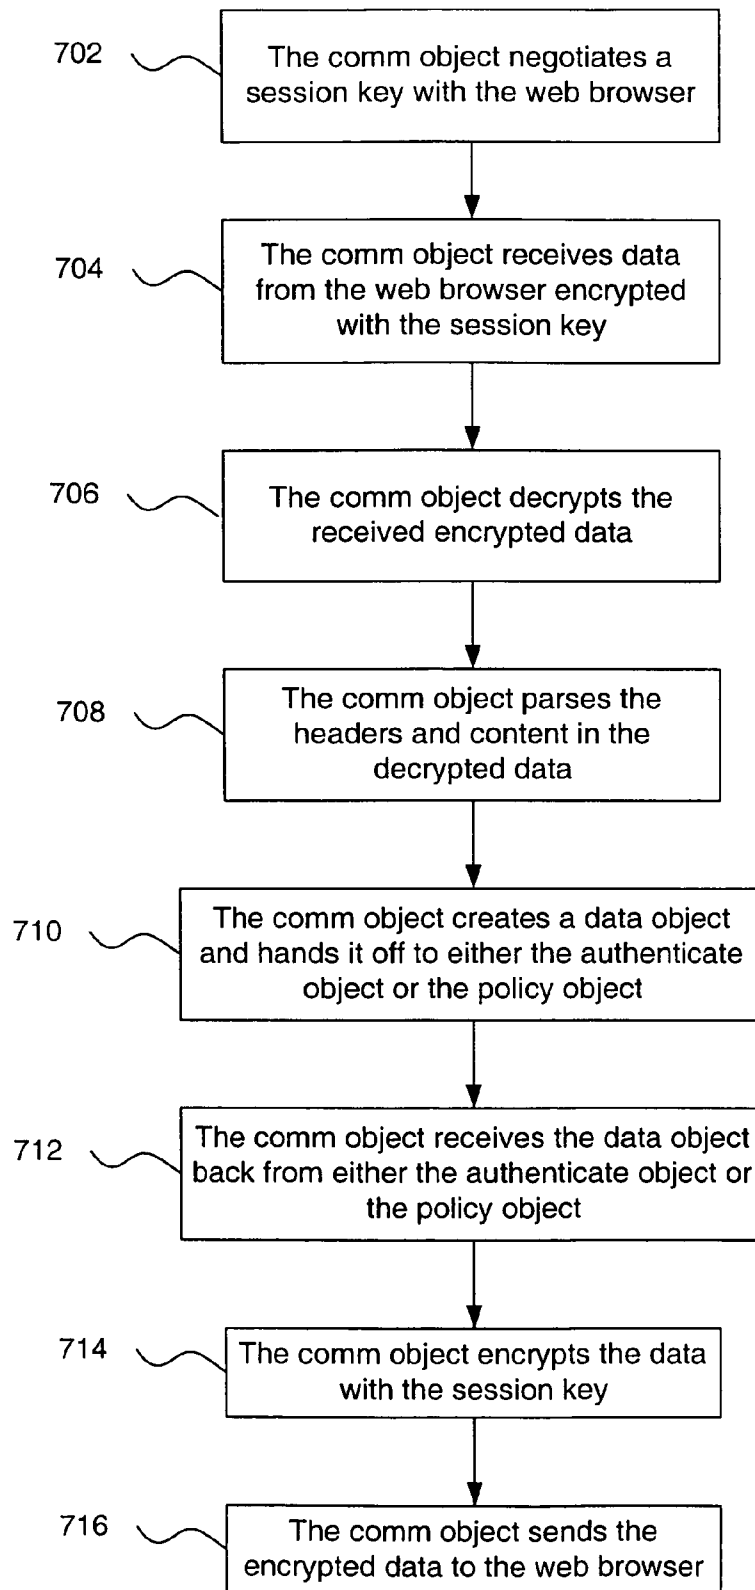 702
The comm object negotiates a
session key with the web browser
704
The comm object receives data
from the web browser encrypted
with the session key
706
The comm object decrypts the
received encrypted data
708
The comm object parses the
headers and content in the
decrypted data
710
The comm object creates a data object
and hands it off to either the authenticate
object or the policy object
712
The comm object receives the data object
back from either the authenticate object or
the policy object
714
The comm object encrypts the data
with the session key
716
The comm object sends the
encrypted data to the web browser